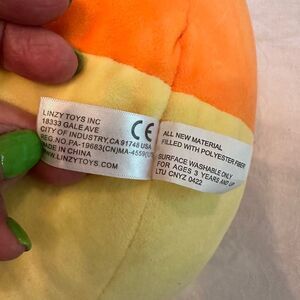 LINZY TOYS INC
18333 GALE AVE
CITY OF INDUSTRY,CA 91748 USA
REG NO.PA-19683(CN)MA-4559(
MADE IN CHINA
WWW.LINZYTOYS.COM
CE
ALL NEW MATERIAL
FILLED WITH POLYESTER FIBER
SURFACE WASHABLE ONLY
FOR AGES 3 YEARS AND UP
LTU CNYZ 0422